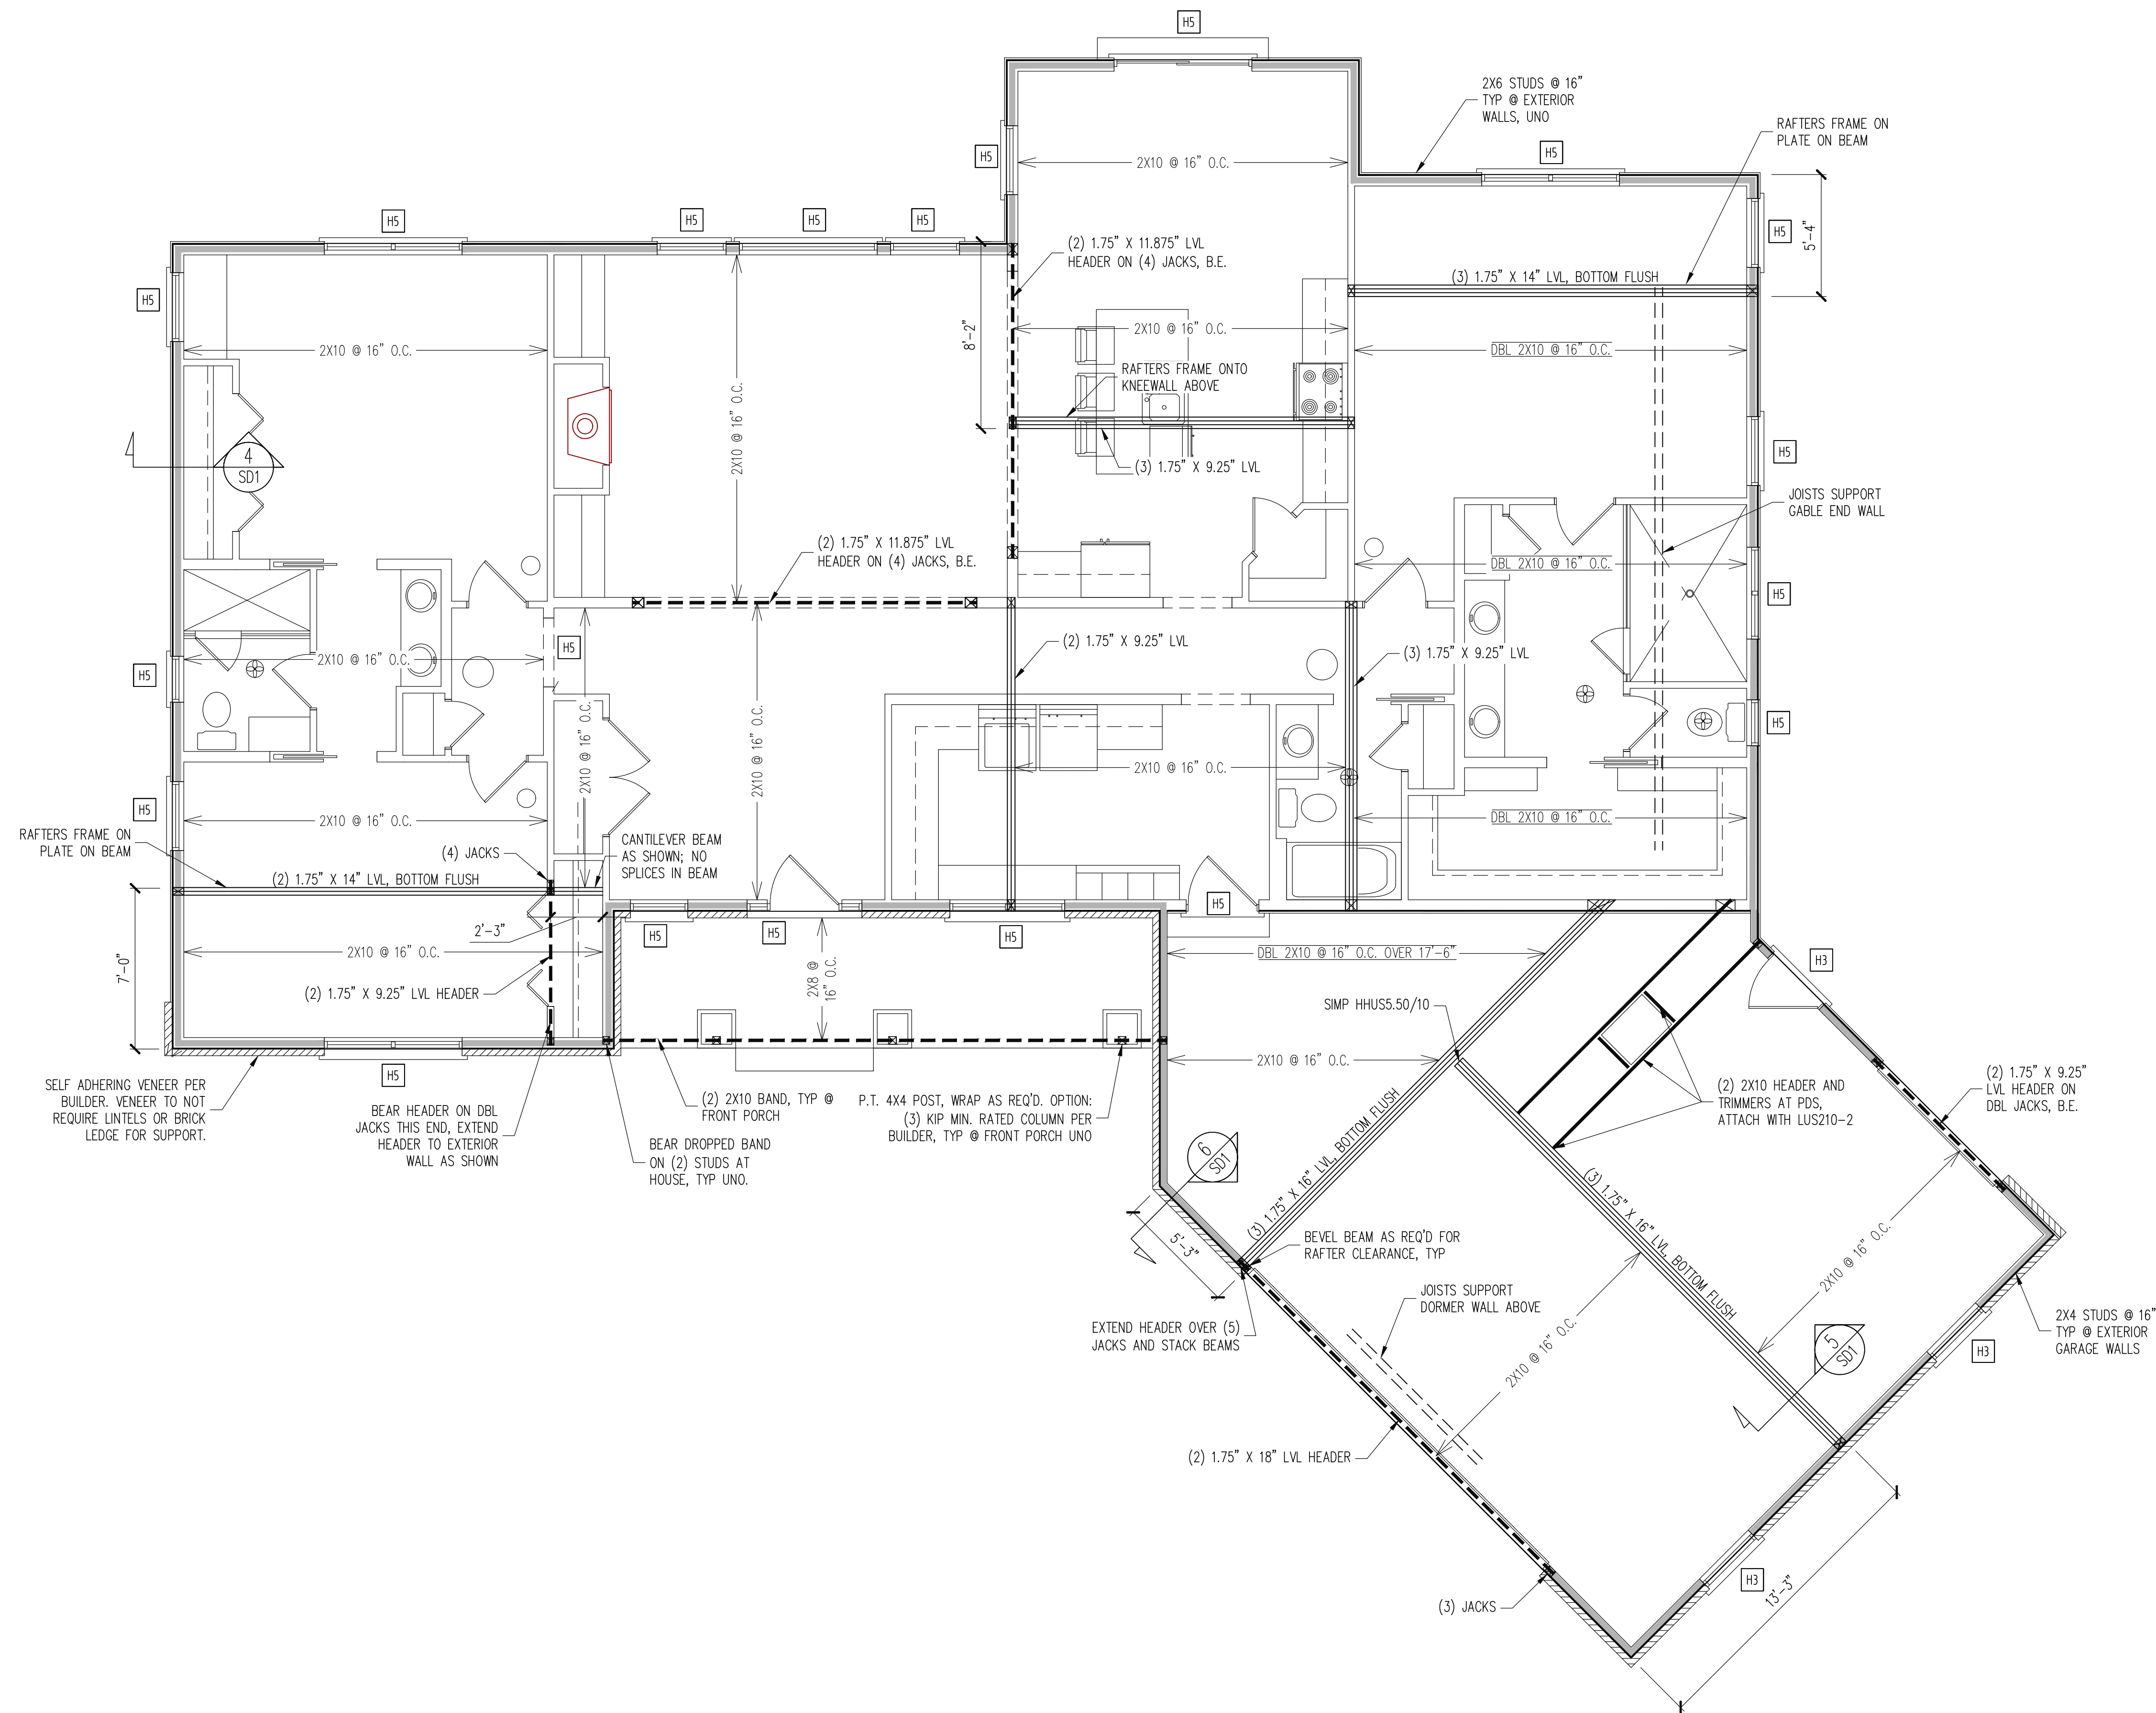 H5
2X6 STUDS @ 16"
TYP @ EXTERIOR
WALLS, UNO
RAFTERS FRAME ON
PLATE ON BEAM
H5
H5
2X10 @ 16" O.C.
H5
H5
H5
H5
H5
5'-4"
(2) 1.75" X 11.875" LVL
HEADER ON (4) JACKS, B.E.
(3) 1.75" X 14" LVL, BOTTOM FLUSH
H5
8'-2"
2X10 @ 16" O.C.
2X10 @ 16" O.C.
DBL 2X10 @ 16" O.C.
RAFTERS FRAME ONTO
KNEEWALL ABOVE
2X10 @ 16" O.C.
4
SD1
(3) 1.75" X 9.25" LVL
H5
JOISTS SUPPORT
GABLE END WALL
(2) 1.75" X 11.875" LVL
HEADER ON (4) JACKS, B.E.
DBL 2X10 @ 16" O.C.
H5
(2) 1.75" X 9.25" LVL
(3) 1.75" X 9.25" LVL
H5
2X10 @ 16" O.C.
H5
H5
2X10 @ 16" O.C.
2X10 @ 16" O.C.
2X10 @ 16" O.C.
H5
2X10 @ 16" O.C.
DBL 2X10 @ 16" O.C.
RAFTERS FRAME ON
PLATE ON BEAM
(4) JACKS
CANTILEVER BEAM
AS SHOWN; NO
SPLICES IN BEAM
(2) 1.75" X 14" LVL, BOTTOM FLUSH
H5
2'-3"
H5
H5
H5
7'-0"
2X10 @ 16" O.C.
2X8 @
16" O.C.
DBL 2X10 @ 16" O.C. OVER 17'-6"
H3
(2) 1.75" X 9.25" LVL HEADER
SIMP HHUS5.50/10
2X10 @ 16" O.C.
H5
SELF ADHERING VENEER PER
BUILDER. VENEER TO NOT
REQUIRE LINTELS OR BRICK
LEDGE FOR SUPPORT.
BEAR HEADER ON DBL
JACKS THIS END, EXTEND
HEADER TO EXTERIOR
WALL AS SHOWN
(2) 2X10 BAND, TYP @
FRONT PORCH
BEAR DROPPED BAND
ON (2) STUDS AT
HOUSE, TYP UNO.
P.T. 4X4 POST, WRAP AS REQ'D. OPTION:
(3) KIP MIN. RATED COLUMN PER
BUILDER, TYP @ FRONT PORCH UNO
(2) 2X10 HEADER AND
TRIMMERS AT PDS,
ATTACH WITH LUS210-2
(2) 1.75" X 9.25"
LVL HEADER ON
DBL JACKS, B.E.
6
SD1
(3) 1.75" X 16" LVL, BOTTOM FLUSH
(3) 1.75" X 16" LVL, BOTTOM FLUSH
5'-3"
BEVEL BEAM AS REQ'D FOR
RAFTER CLEARANCE, TYP
2X10 @ 16" O.C.
JOISTS SUPPORT
DORMER WALL ABOVE
EXTEND HEADER OVER (5)
JACKS AND STACK BEAMS
2X10 @ 16" O.C.
5
SD1
2X4 STUDS @ 16"
TYP @ EXTERIOR
GARAGE WALLS
H3
(2) 1.75" X 18" LVL HEADER
H3
13'-3"
(3) JACKS